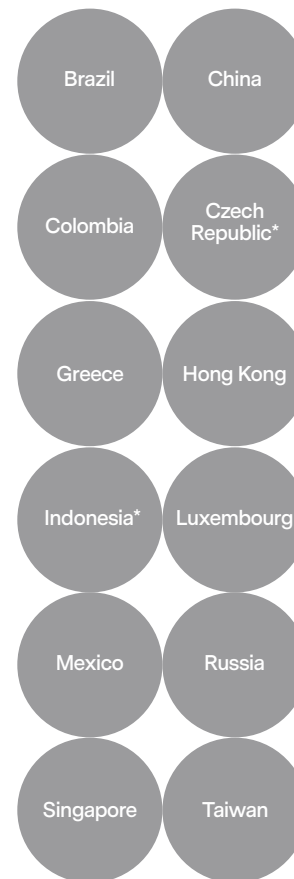 Brazil
China
Colombia
Czech
Republic*
Greece
Hong Kong
Indonesia*
Luxembourg
Mexico
Russia
Singapore
Taiwan